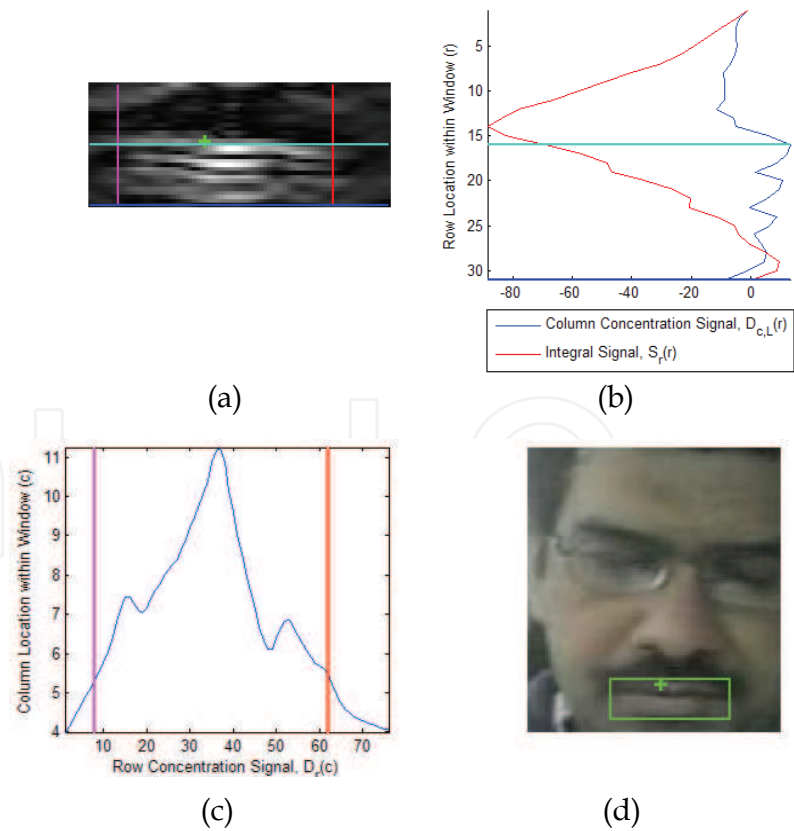 5
10
15
20
25
30
Row Location within Window (r)
-80 -60 -40 -20 0
Column Concentration Signal, D_c,L(r)
Integral Signal, S_r(r)
(a)
(b)
11
10
9
8
7
6
5
4
Column Location within Window (c)
10 20 30 40 50 60 70
Row Concentration Signal, D_r(c)
(c)
(d)